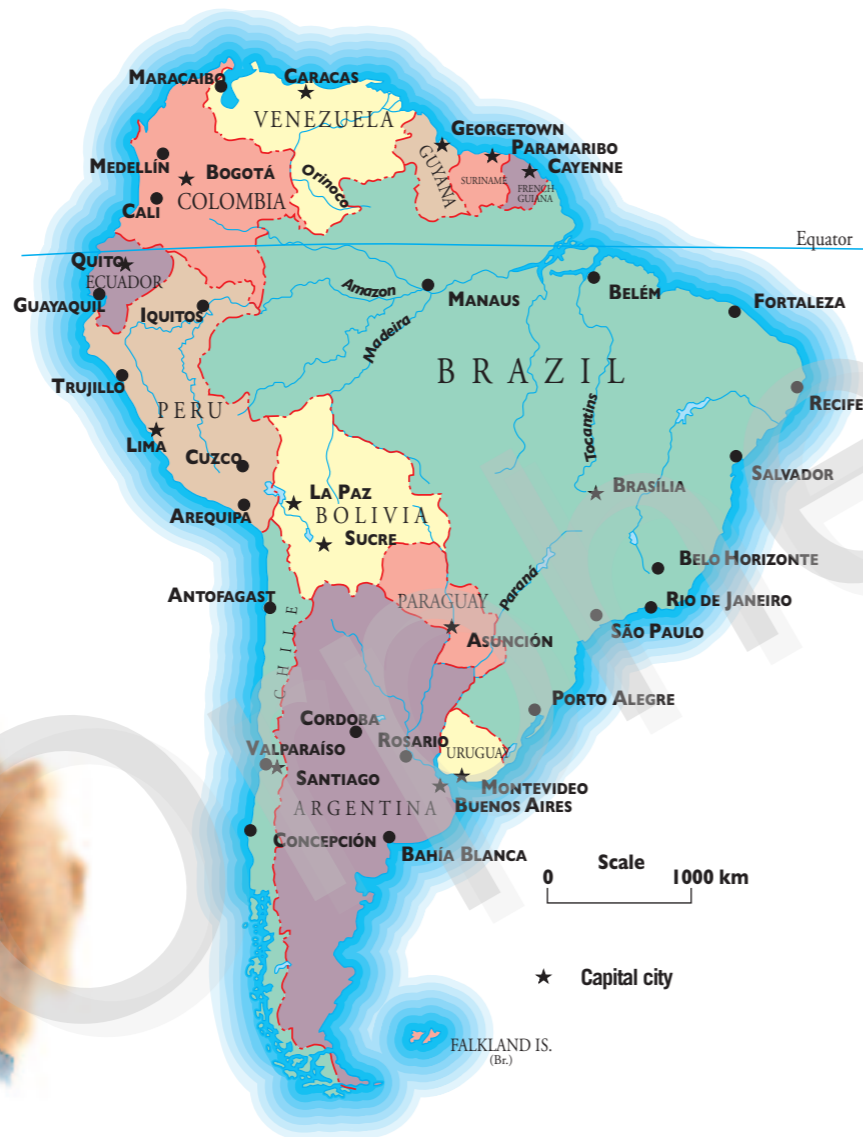 MARACAIBO
CARACAS
VENEZUELA
GEORGETOWN
PARAMARIBO
CAYENNE
GUYANA
SURINAME
FRENCH
GUIANA
MEDELLÍN
BOGOTÁ
Orinoco
CALI
COLOMBIA
Equator
QUITO
ECUADOR
GUAYAQUIL
IQUITOS
Amazon
MANAUS
BELÉM
FORTALEZA
Madeira
TRUJILLO
BRAZIL
PERU
RECIFE
LIMA
Tocantins
CUZCO
SALVADOR
LA PAZ
BRASÍLIA
AREQUIPA
BOLIVIA
SUCRE
BELO HORIZONTE
ANTOFAGAST
PARAGUAY
Paraná
RIO DE JANEIRO
CHILE
ASUNCIÓN
SÃO PAULO
PORTO ALEGRE
CORDOBA
ROSARIO
VALPARAÍSO
URUGUAY
SANTIAGO
MONTEVIDEO
BUENOS AIRES
ARGENTINA
CONCEPCIÓN
BAHÍA BLANCA
Scale
0 1000 km
Capital city
FALKLAND IS.
(Br.)